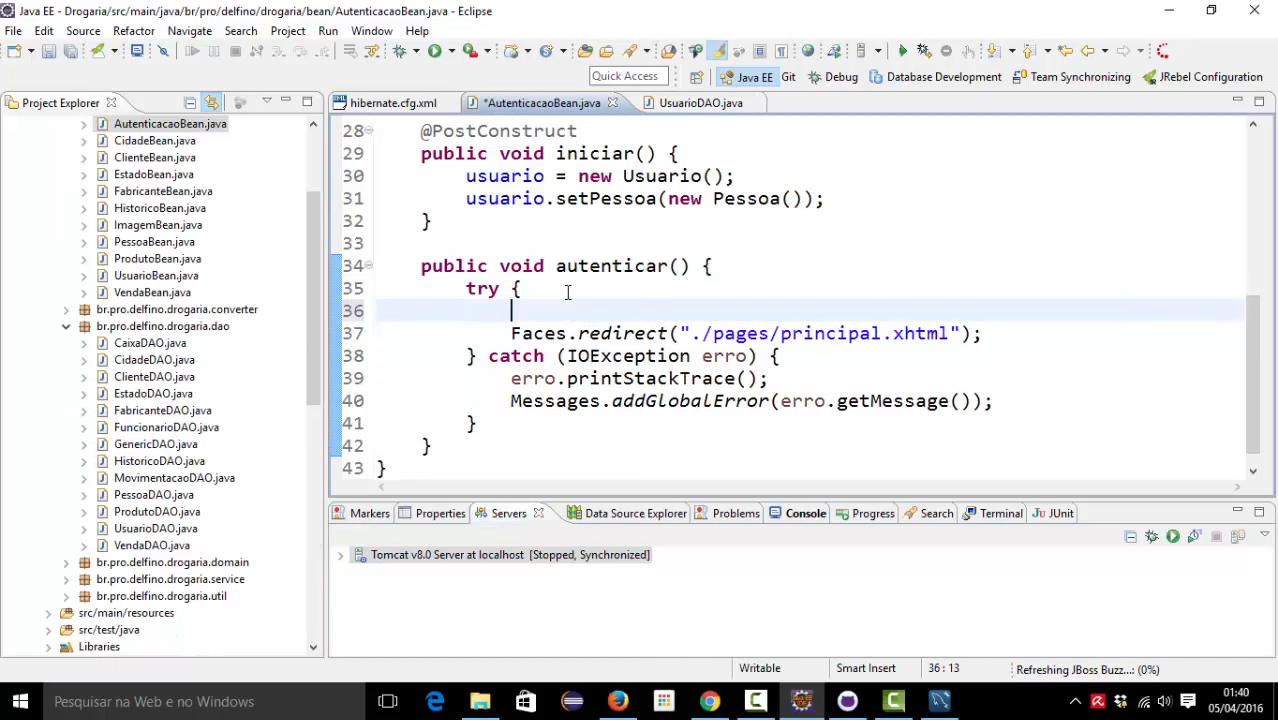 Java EE - Drogaria/src/main/java/br/pro/delfino/drogaria/bean/AutenticacaoBean.java - Eclipse
File Edit Source Refactor Navigate Search Project Run Window Help
Quick Access
Java EE Git Debug Database Development Team Synchronizing JRebel Configuration
Project Explorer
hibernate.cfg.xml *AutenticacaoBean.java UsuarioDAO.java
AutenticacaoBean.java
CidadeBean.java
ClienteBean.java
EstadoBean.java
FabricanteBean.java
HistoricoBean.java
ImagemBean.java
PessoaBean.java
ProdutoBean.java
UsuarioBean.java
VendaBean.java
br.pro.delfino.drogaria.converter
br.pro.delfino.drogaria.dao
CaixaDAO.java
CidadeDAO.java
ClienteDAO.java
EstadoDAO.java
FabricanteDAO.java
FuncionarioDAO.java
GenericDAO.java
HistoricoDAO.java
MovimentacaoDAO.java
PessoaDAO.java
ProdutoDAO.java
UsuarioDAO.java
VendaDAO.java
br.pro.delfino.drogaria.domain
br.pro.delfino.drogaria.service
br.pro.delfino.drogaria.util
src/main/resources
src/test/java
Libraries
28 @PostConstruct
29 public void iniciar() {
30 usuario = new Usuario();
31 usuario.setPessoa(new Pessoa());
32 }
33
34 public void autenticar() {
35 try {
36
37 Faces.redirect("./pages/principal.xhtml");
38 } catch (IOException erro) {
39 erro.printStackTrace();
40 Messages.addGlobalError(erro.getMessage());
41 }
42 }
43 }
Markers Properties Servers Data Source Explorer Problems Console Progress Search Terminal JUnit
Tomcat v8.0 Server at localhost [Stopped, Synchronized]
Writable Smart Insert 36 : 13 Refreshing JBoss Buzz...: (0%)
Pesquisar na Web e no Windows
01:40
05/04/2016